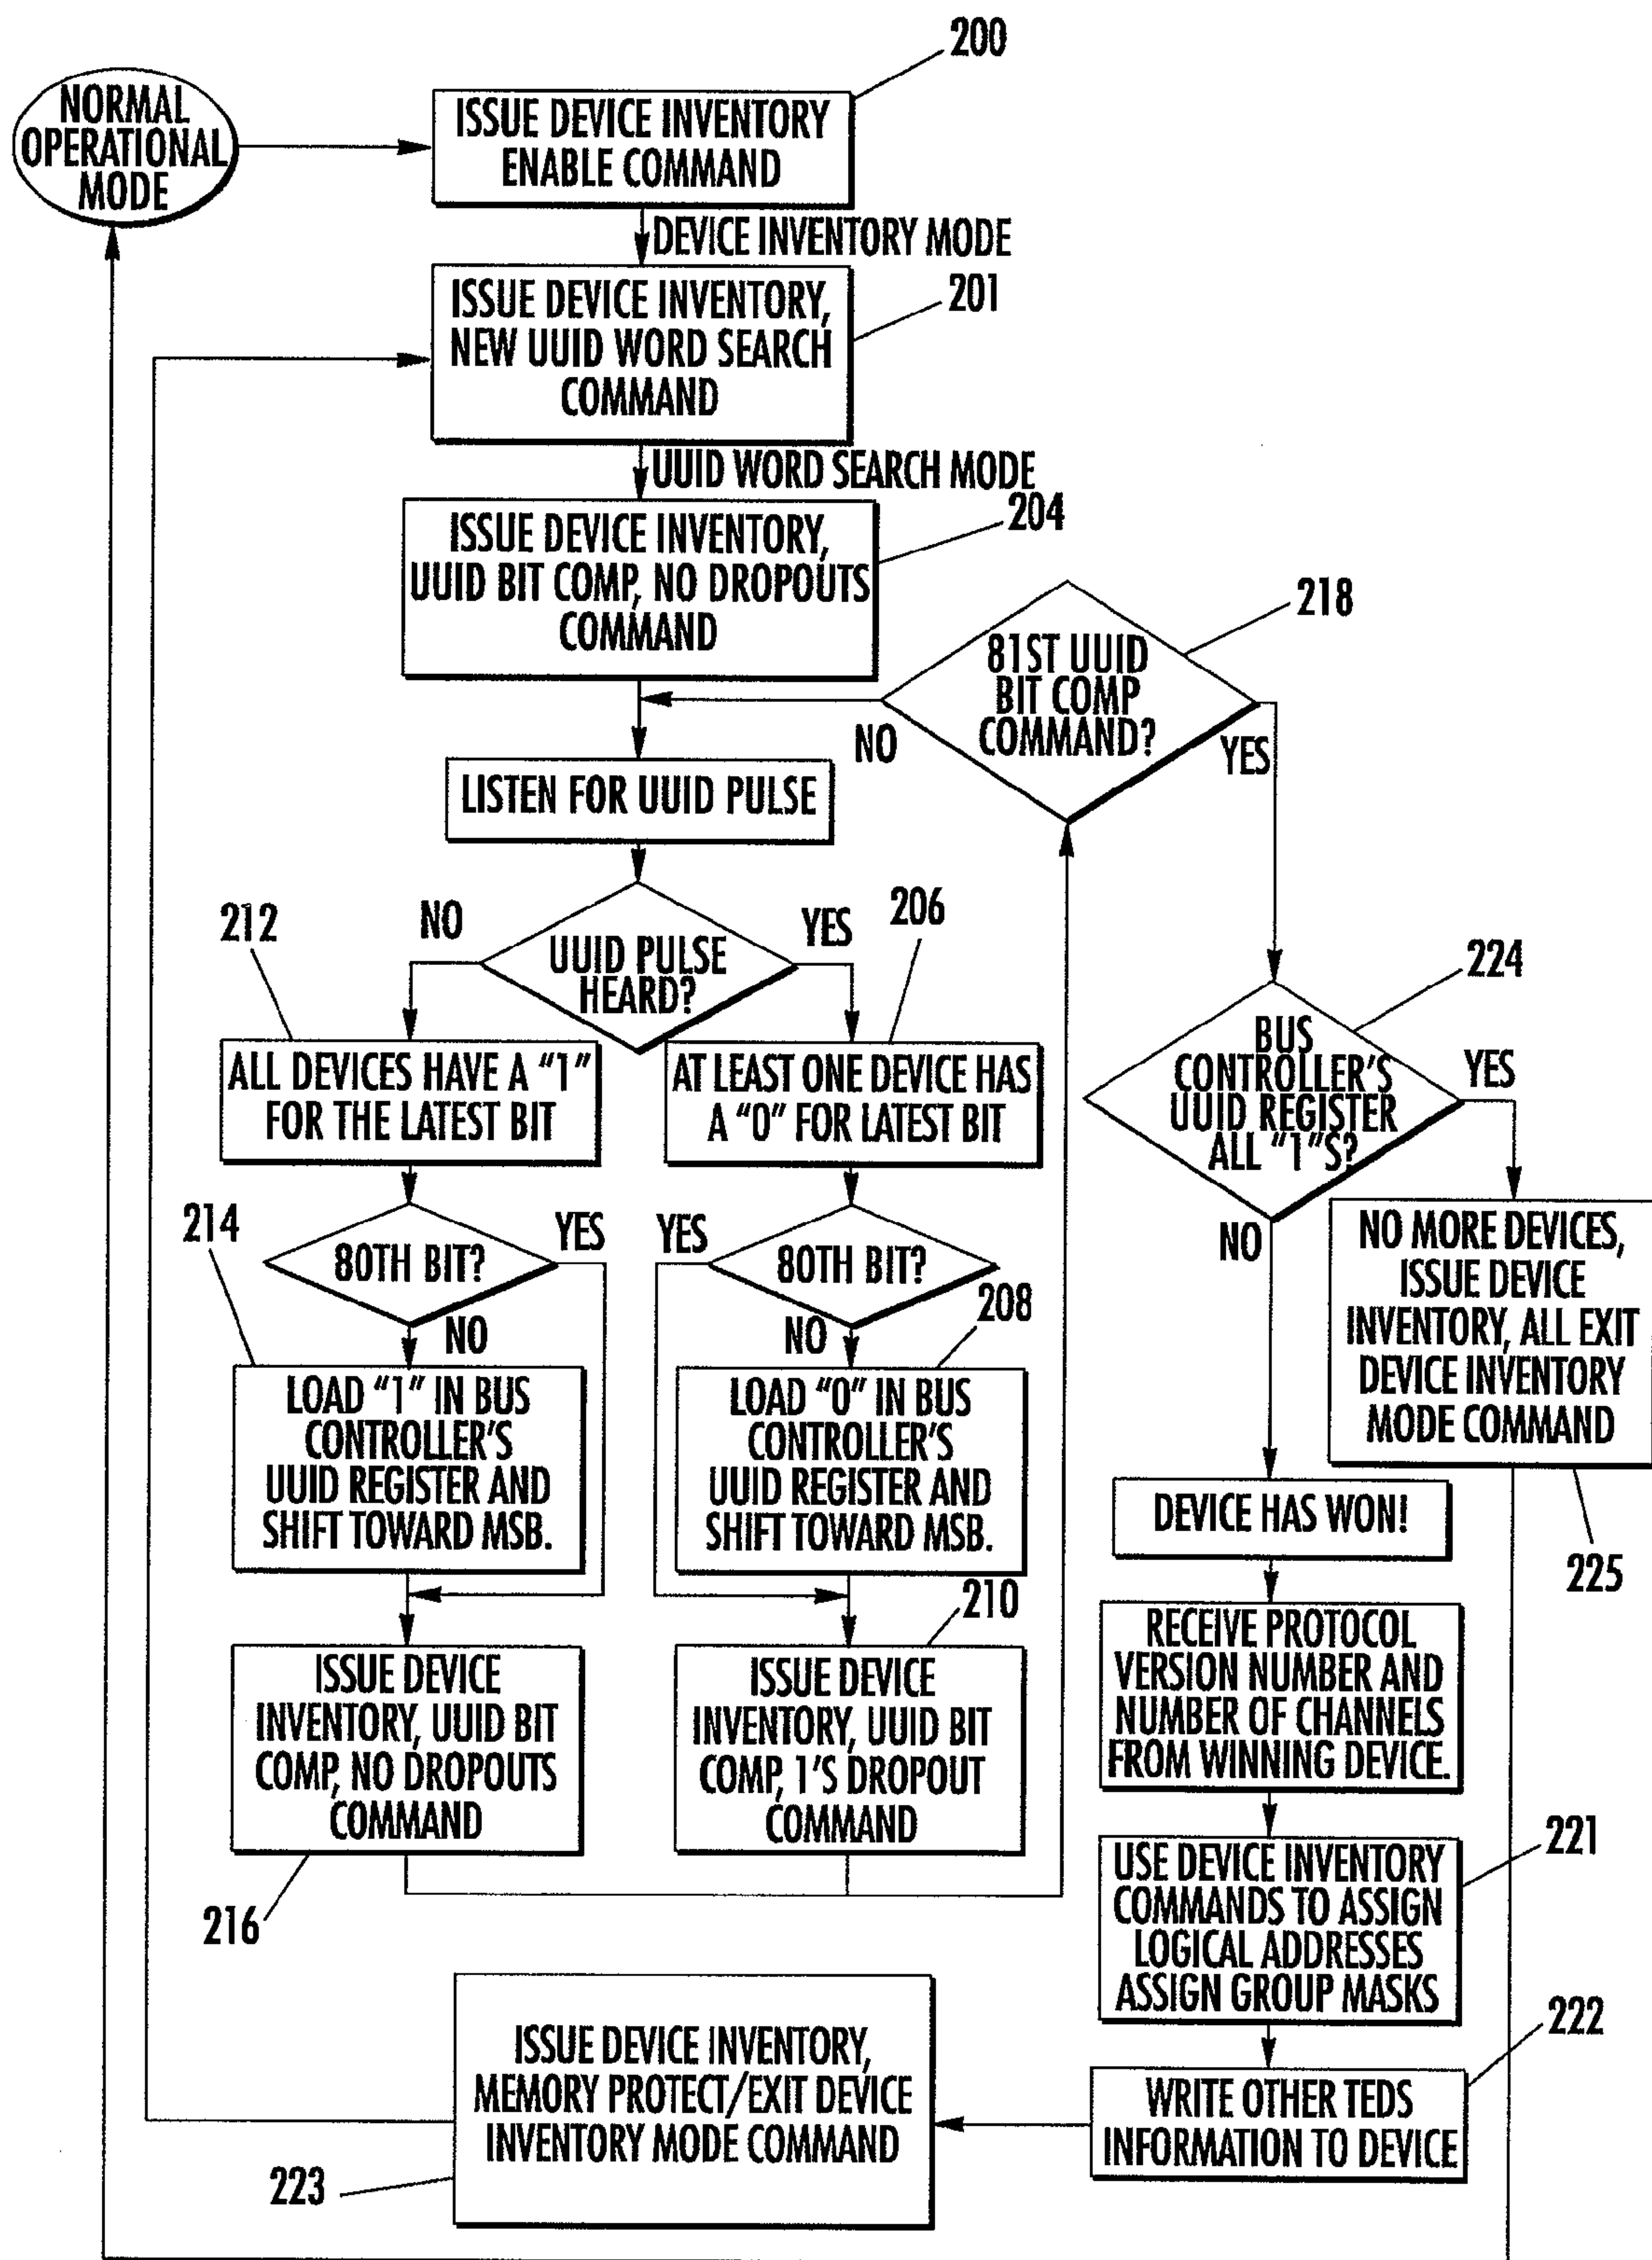 200
NORMAL
OPERATIONAL
MODE
ISSUE DEVICE INVENTORY
ENABLE COMMAND
DEVICE INVENTORY MODE
201
ISSUE DEVICE INVENTORY,
NEW UUID WORD SEARCH
COMMAND
UUID WORD SEARCH MODE
204
ISSUE DEVICE INVENTORY,
UUID BIT COMP, NO DROPOUTS
COMMAND
218
81ST UUID
BIT COMP
COMMAND?
NO
YES
LISTEN FOR UUID PULSE
212
NO
UUID PULSE
HEARD?
YES
206
224
BUS
CONTROLLER'S
UUID REGISTER
ALL "1"S?
YES
NO
ALL DEVICES HAVE A "1"
FOR THE LATEST BIT
AT LEAST ONE DEVICE HAS
A "0" FOR LATEST BIT
214
80TH BIT?
YES
NO
YES
80TH BIT?
NO
208
NO MORE DEVICES,
ISSUE DEVICE
INVENTORY, ALL EXIT
DEVICE INVENTORY
MODE COMMAND
225
LOAD "1" IN BUS
CONTROLLER'S
UUID REGISTER AND
SHIFT TOWARD MSB.
LOAD "0" IN BUS
CONTROLLER'S
UUID REGISTER AND
SHIFT TOWARD MSB.
DEVICE HAS WON!
210
ISSUE DEVICE
INVENTORY, UUID BIT
COMP, NO DROPOUTS
COMMAND
216
ISSUE DEVICE
INVENTORY, UUID BIT
COMP, 1'S DROPOUT
COMMAND
RECEIVE PROTOCOL
VERSION NUMBER AND
NUMBER OF CHANNELS
FROM WINNING DEVICE.
221
USE DEVICE INVENTORY
COMMANDS TO ASSIGN
LOGICAL ADDRESSES
ASSIGN GROUP MASKS
222
WRITE OTHER TEDS
INFORMATION TO DEVICE
ISSUE DEVICE INVENTORY,
MEMORY PROTECT/EXIT DEVICE
INVENTORY MODE COMMAND
223